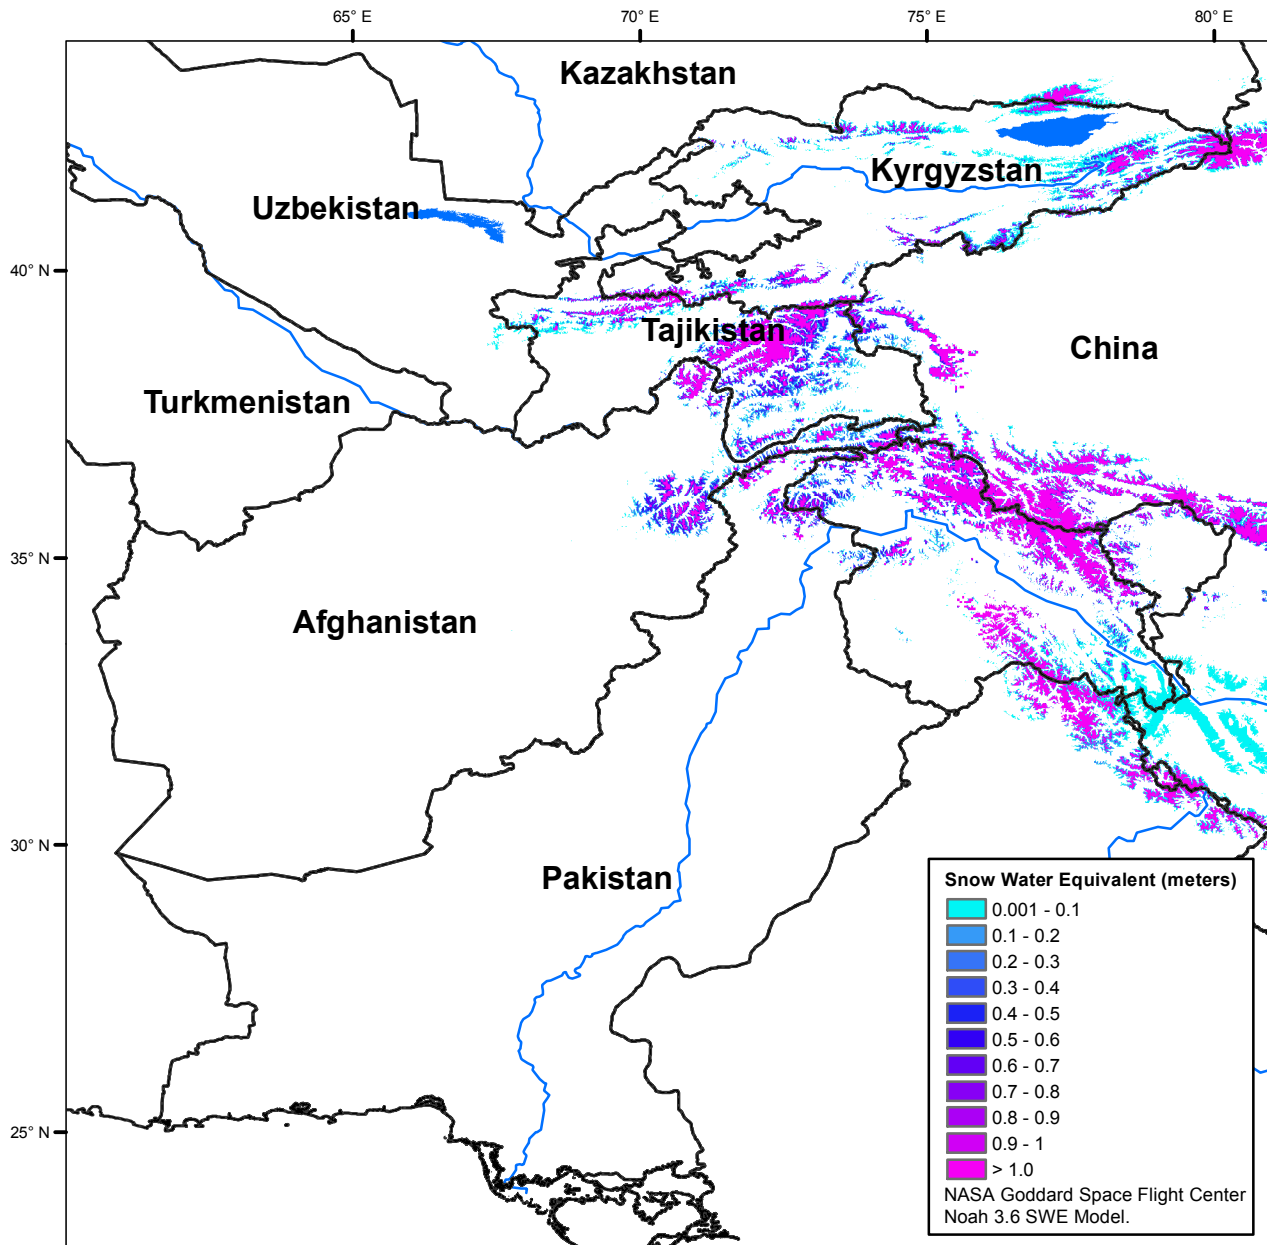 65° E
70° E
75° E
80° E
Kazakhstan
Kyrgyzstan
Uzbekistan
40° N
Tajikistan
China
Turkmenistan
35° N
Afghanistan
30° N
Pakistan
25° N
Snow Water Equivalent (meters)
0.001 - 0.1
0.1 - 0.2
0.2 - 0.3
0.3 - 0.4
0.4 - 0.5
0.5 - 0.6
0.6 - 0.7
0.7 - 0.8
0.8 - 0.9
0.9 - 1
> 1.0
NASA Goddard Space Flight Center
Noah 3.6 SWE Model.